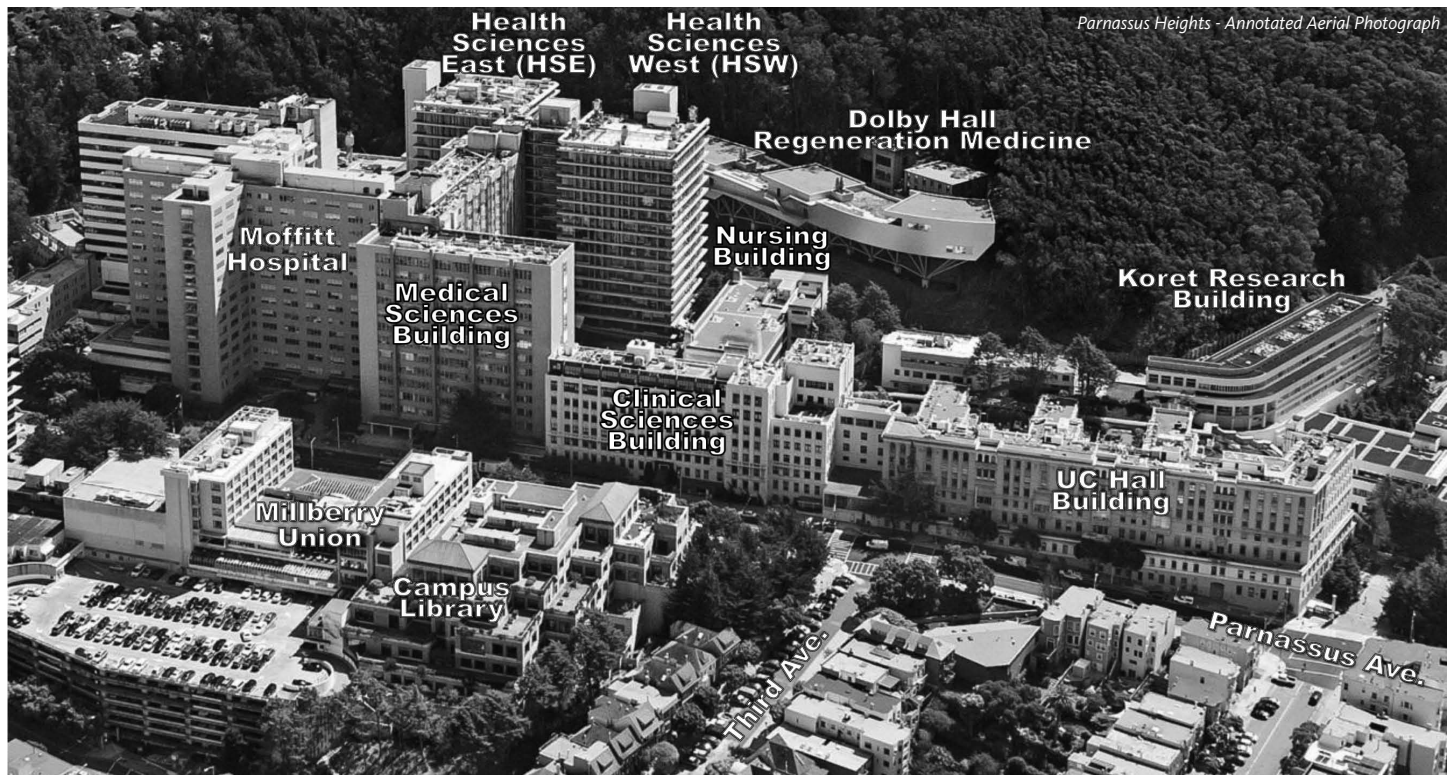 Parnassus Heights - Annotated Aerial Photograph
Health
Sciences
East (HSE)
Health
Sciences
West (HSW)
Dolby Hall
Regeneration Medicine
Moffitt
Hospital
Nursing
Building
Koret Research
Building
Medical
Sciences
Building
Clinical
Sciences
Building
UC Hall
Building
Millberry
Union
Campus
Library
Third Ave.
Parnassus Ave.